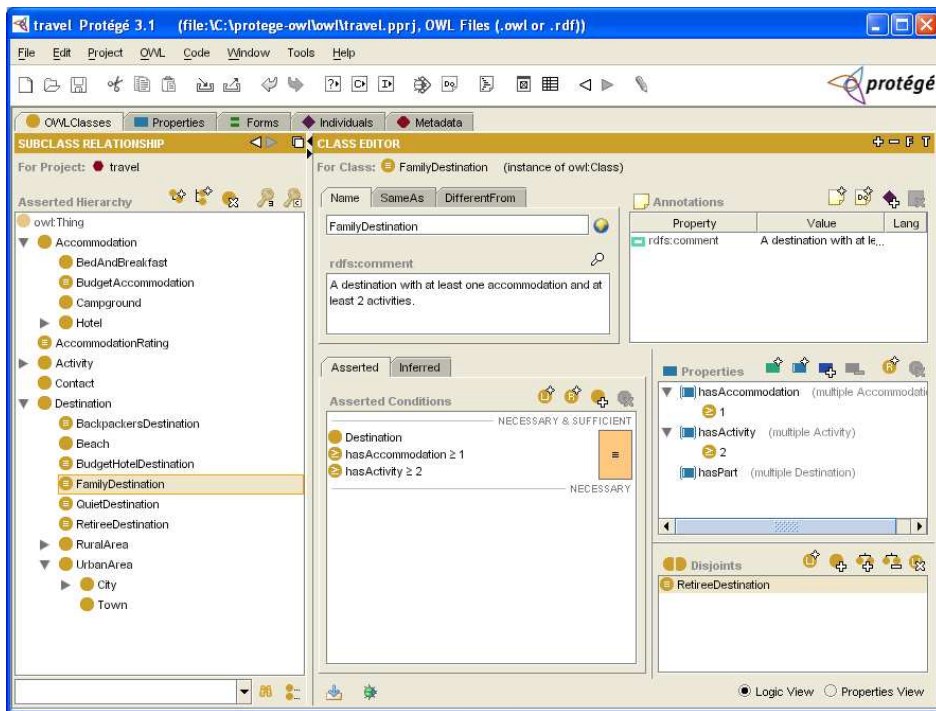 travel Protégé 3.1 (file:\C:\protege-owl\owl\travel.pprj, OWL Files (.owl or .rdf))
File Edit Project OWL Code Window Tools Help
protégé
OWLClasses Properties Forms Individuals Metadata
SUBCLASS RELATIONSHIP
For Project: travel
Asserted Hierarchy
owl:Thing
Accommodation
BedAndBreakfast
BudgetAccommodation
Campground
Hotel
AccommodationRating
Activity
Contact
Destination
BackpackersDestination
Beach
BudgetHotelDestination
FamilyDestination
QuietDestination
RetireeDestination
RuralArea
UrbanArea
City
Town
CLASS EDITOR
For Class: FamilyDestination (instance of owl:Class)
Name SameAs DifferentFrom
FamilyDestination
rdfs:comment
A destination with at least one accommodation and at
least 2 activities.
Annotations
Property Value Lang
rdfs:comment A destination with at le...
Asserted Inferred
Asserted Conditions
NECESSARY & SUFFICIENT
Destination
hasAccommodation ≥ 1
hasActivity ≥ 2
NECESSARY
Properties
hasAccommodation (multiple Accommodati
1
hasActivity (multiple Activity)
2
hasPart (multiple Destination)
Disjoints
RetireeDestination
Logic View Properties View